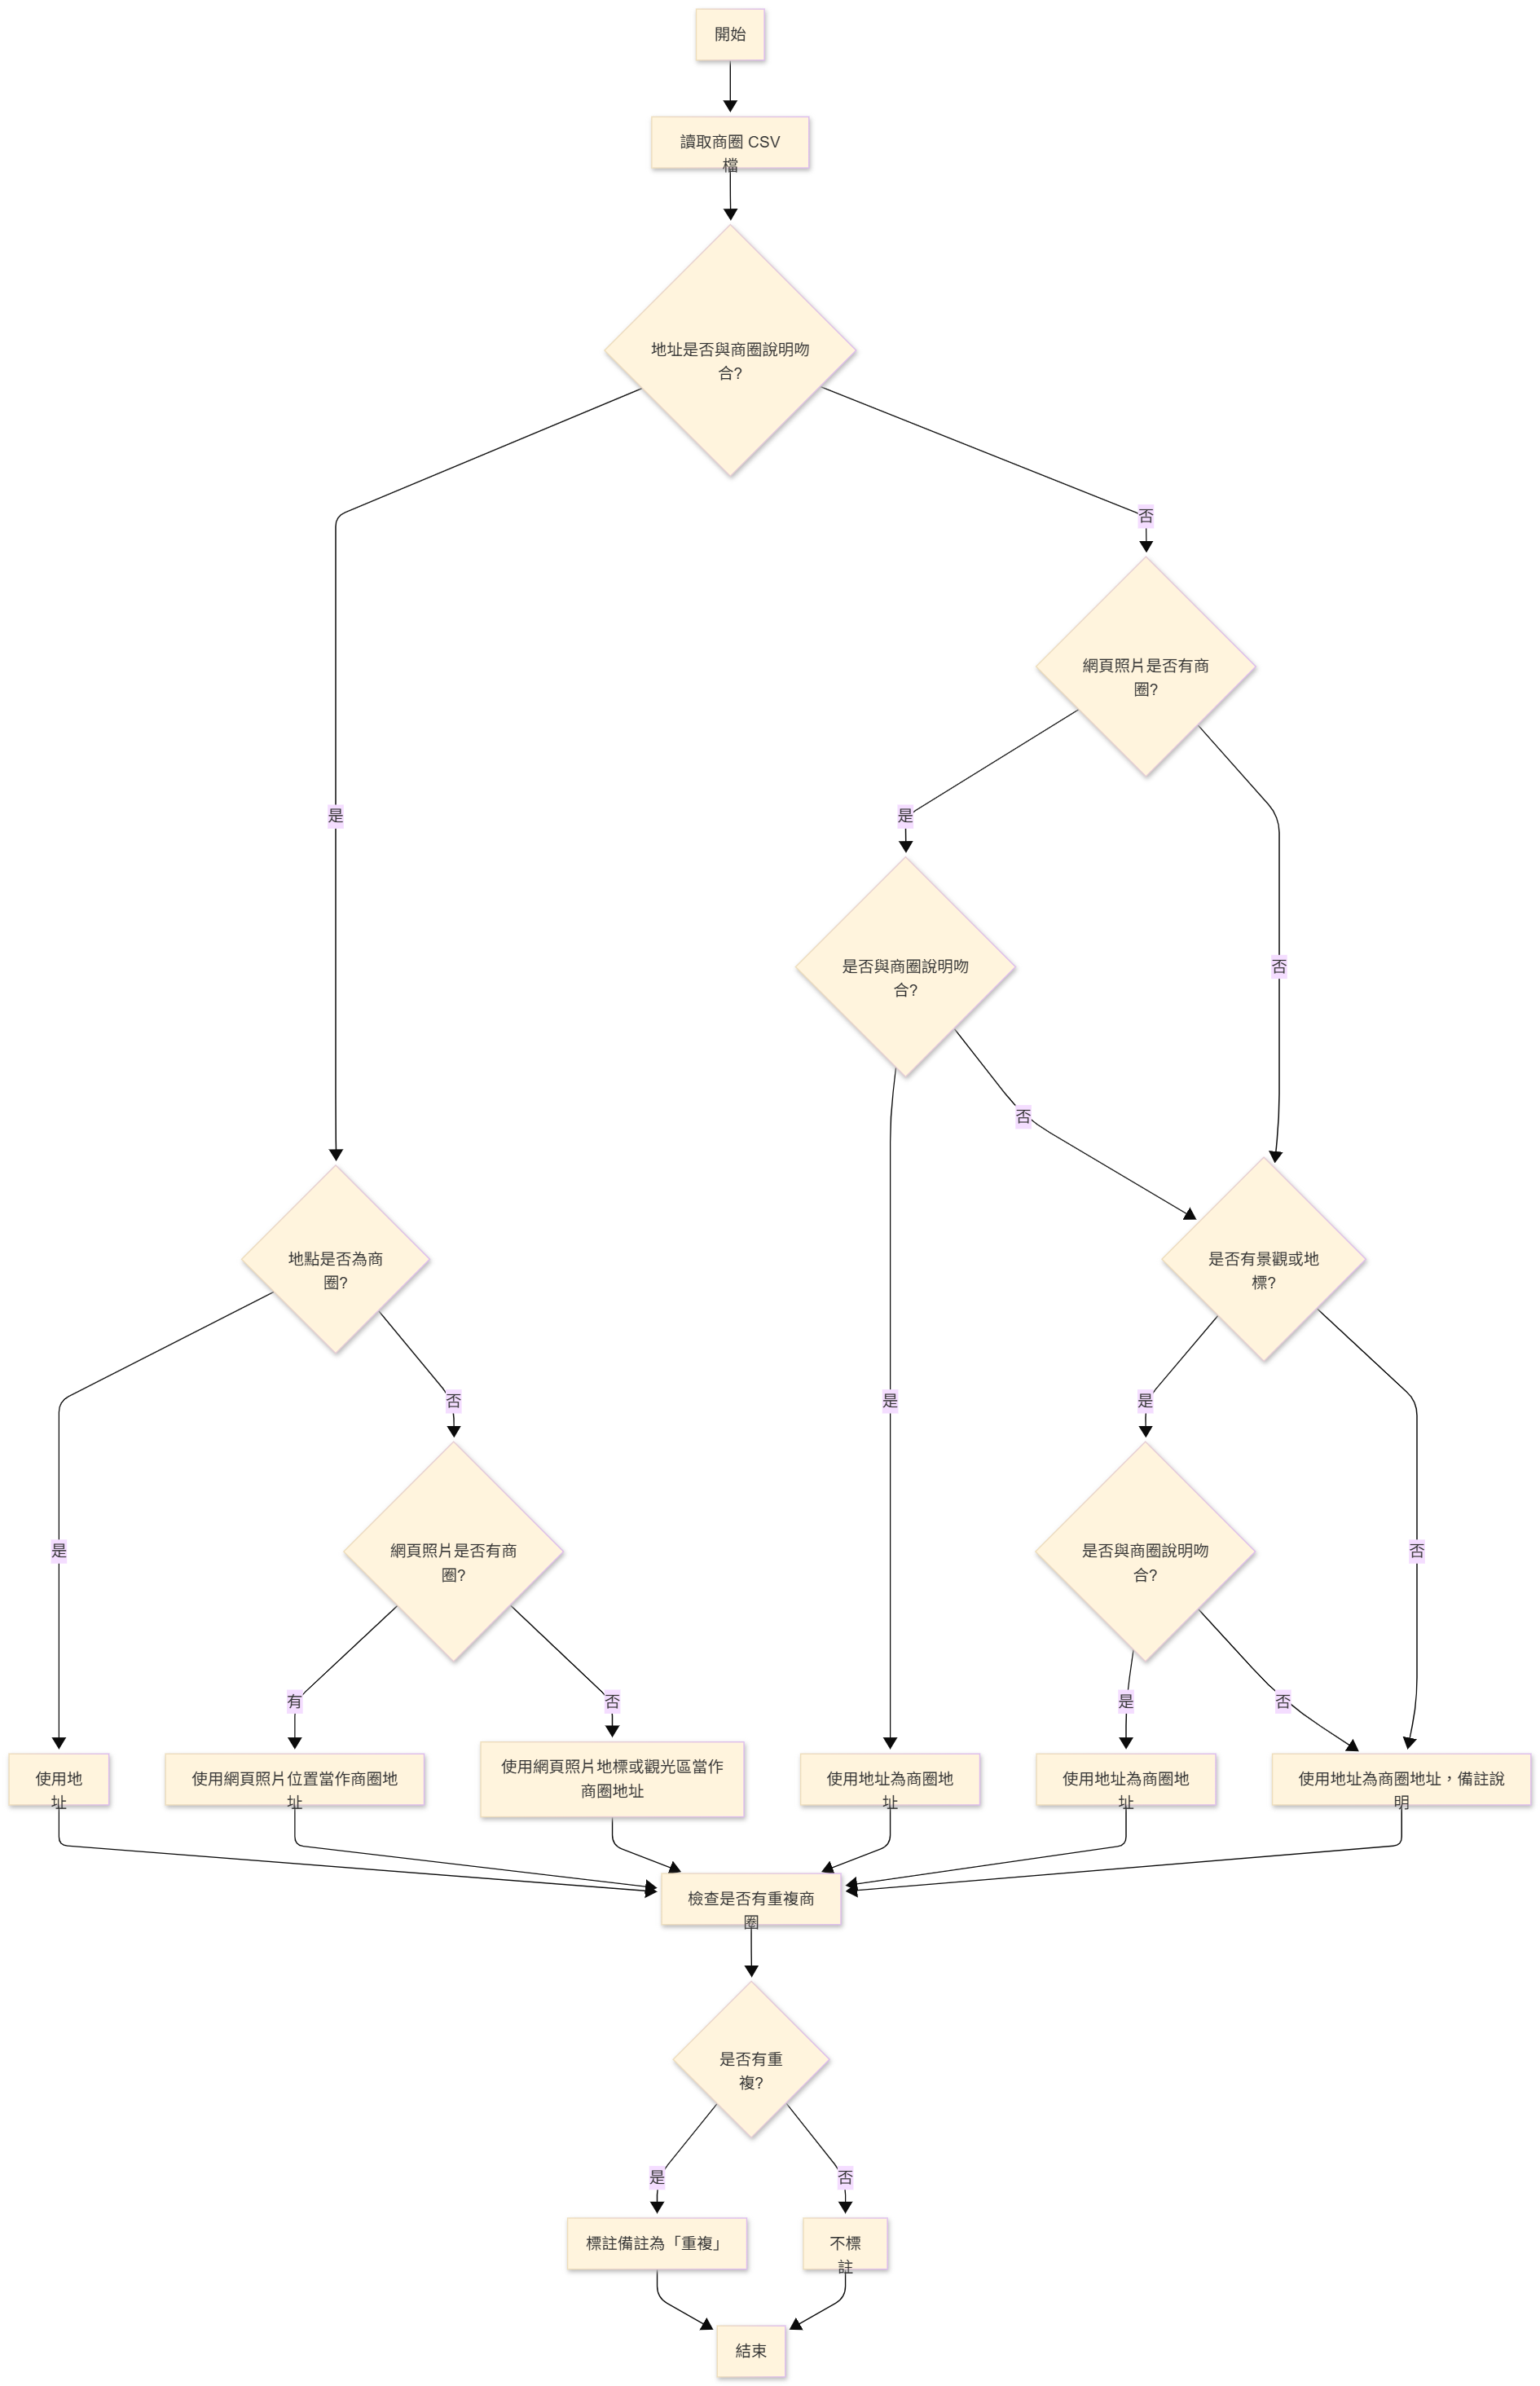 開始
讀取商圈 CSV
檔
地址是否與商圈說明吻
合?
否
網頁照片是否有商
圈?
是
是
是否與商圈說明吻
合?
否
否
地點是否為商
圈?
是否有景觀或地
標?
否
是
是
是
網頁照片是否有商
圈?
是否與商圈說明吻
合?
否
有
否
是
否
使用地
址
使用網頁照片位置當作商圈地
址
使用網頁照片地標或觀光區當作
商圈地址
使用地址為商圈地
址
使用地址為商圈地
址
使用地址為商圈地址，備註說
明
檢查是否有重複商
圈
是否有重
複?
是
否
標註備註為「重複」
不標
註
結束